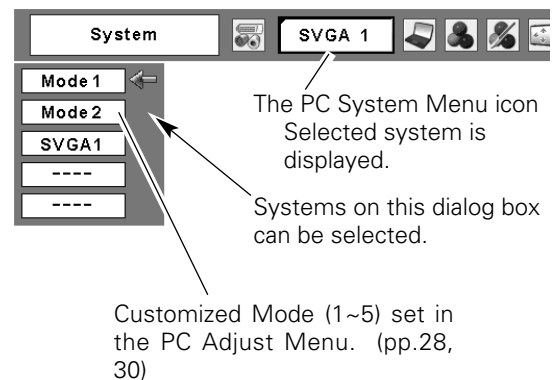 System
SVGA 1
Mode 1
Mode 2
SVGA1
----
----
The PC System Menu icon
Selected system is
displayed.
Systems on this dialog box
can be selected.
Customized Mode (1~5) set in
the PC Adjust Menu. (pp.28,
30)